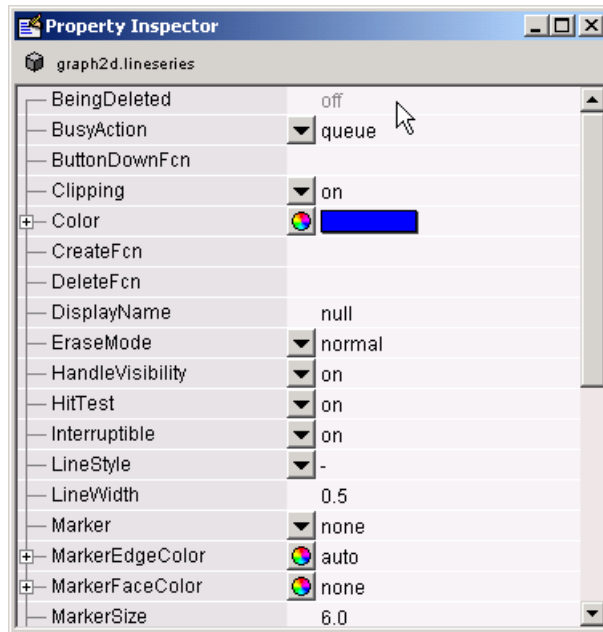 Property Inspector
graph2d.lineseries
BeingDeleted off
BusyAction queue
ButtonDownFcn
Clipping on
Color
CreateFcn
DeleteFcn
DisplayName null
EraseMode normal
HandleVisibility on
HitTest on
Interruptible on
LineStyle -
LineWidth 0.5
Marker none
MarkerEdgeColor auto
MarkerFaceColor none
MarkerSize 6.0